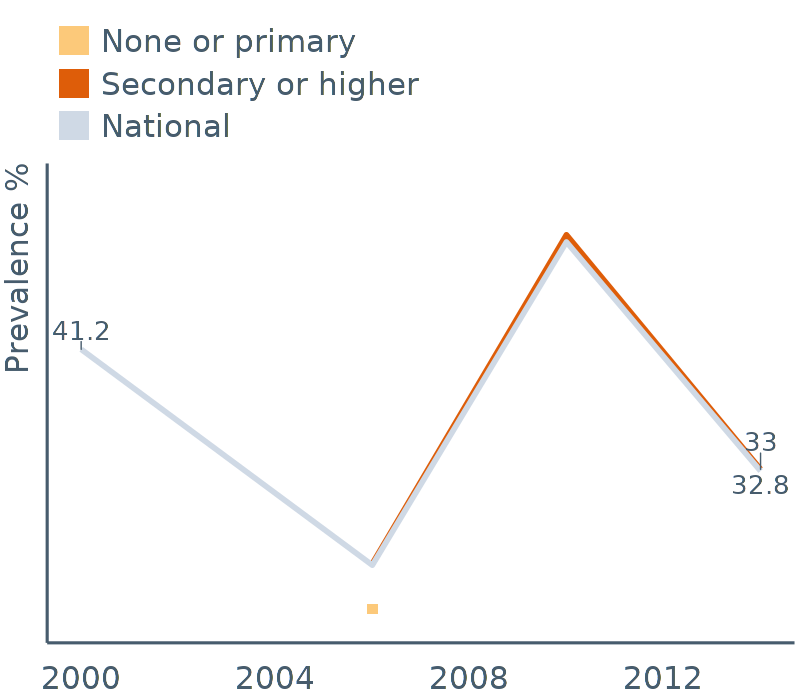 None or primary
Secondary or higher
National
Prevalence %
41.2
33
32.8
2000 2004 2008 2012